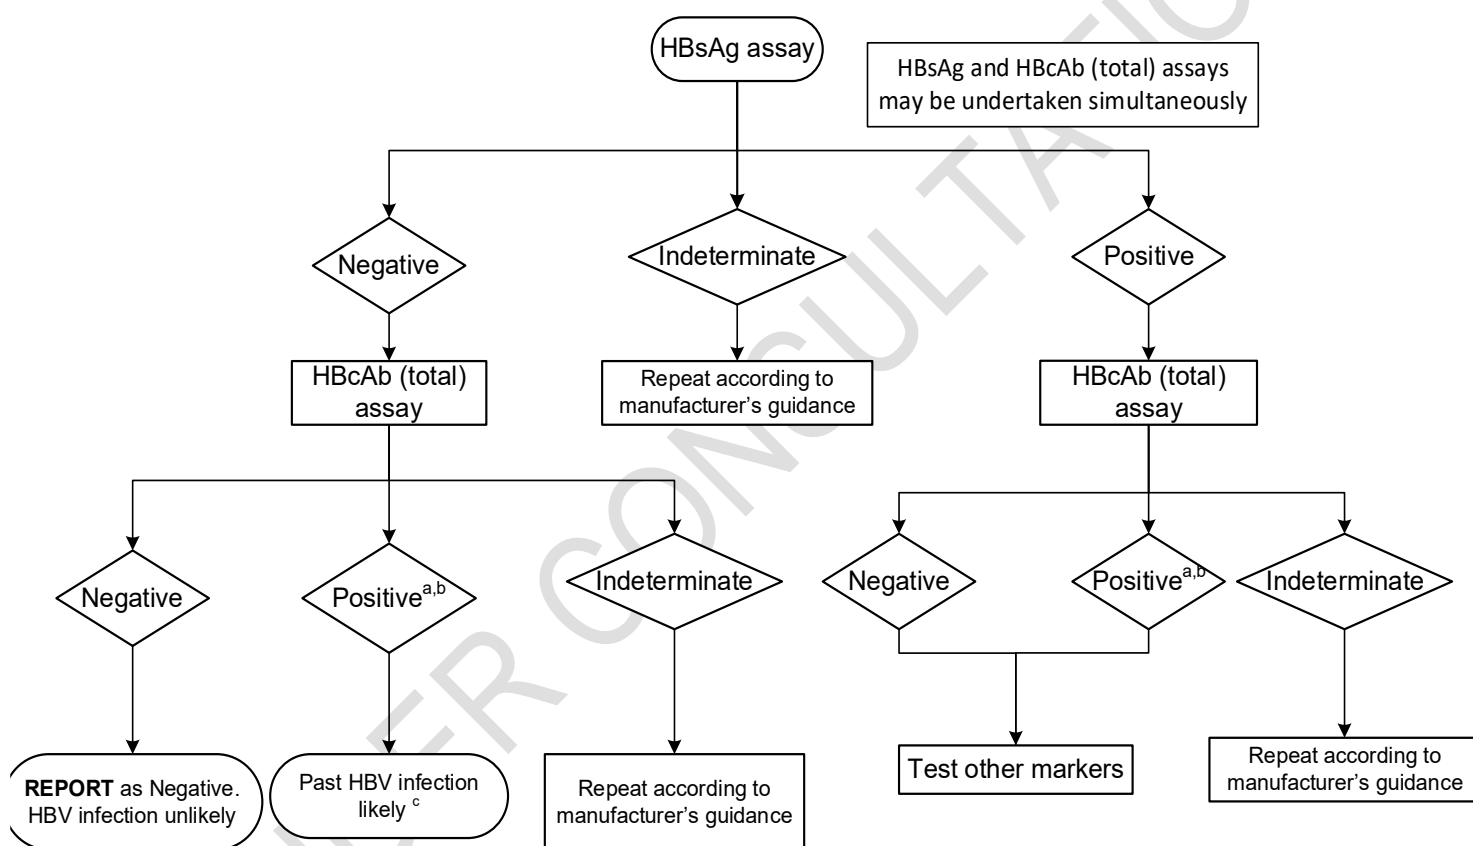 HBsAg assay
HBsAg and HBcAb (total) assays
may be undertaken simultaneously
Negative
Indeterminate
Positive
HBcAb (total)
assay
Repeat according to
manufacturer’s guidance
HBcAb (total)
assay
Negative
Positive a,b
Indeterminate
Negative
Positive a,b
Indeterminate
REPORT as Negative.
HBV infection unlikely
Past HBV infection
likely c
Repeat according to
manufacturer’s guidance
Test other markers
Repeat according to
manufacturer’s guidance
ER CONSULTATIO